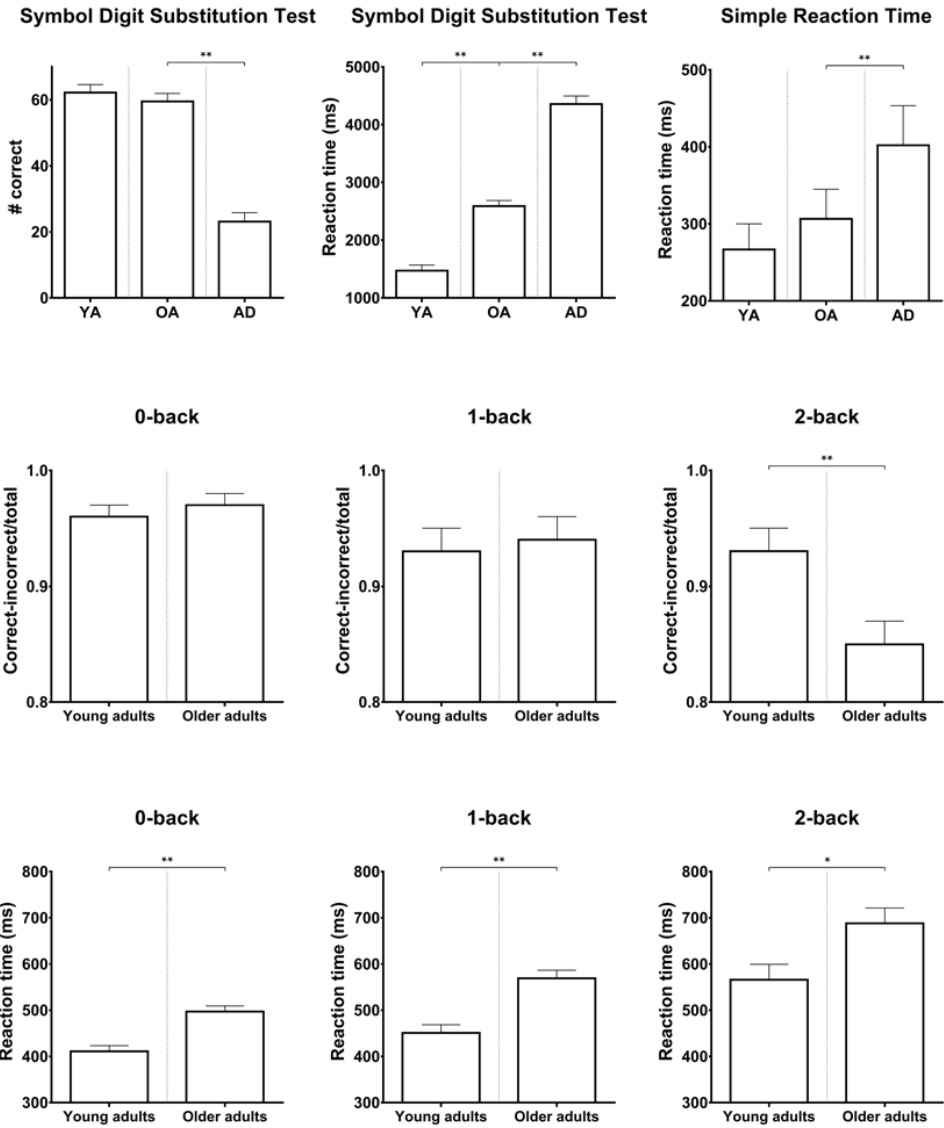 Symbol Digit Substitution Test
Symbol Digit Substitution Test
Simple Reaction Time
# correct
60
40
20
0
**
YA
OA
AD
Reaction time (ms)
5000
4000
3000
2000
1000
**
**
YA
OA
AD
Reaction time (ms)
500
400
300
200
**
YA
OA
AD
0-back
1-back
2-back
Correct-incorrect/total
1.0
0.9
0.8
Young adults
Older adults
Correct-incorrect/total
1.0
0.9
0.8
Young adults
Older adults
Correct-incorrect/total
1.0
0.9
0.8
**
Young adults
Older adults
0-back
1-back
2-back
Reaction time (ms)
800
700
600
500
400
300
**
Young adults
Older adults
Reaction time (ms)
800
700
600
500
400
300
**
Young adults
Older adults
Reaction time (ms)
800
700
600
500
400
300
*
Young adults
Older adults